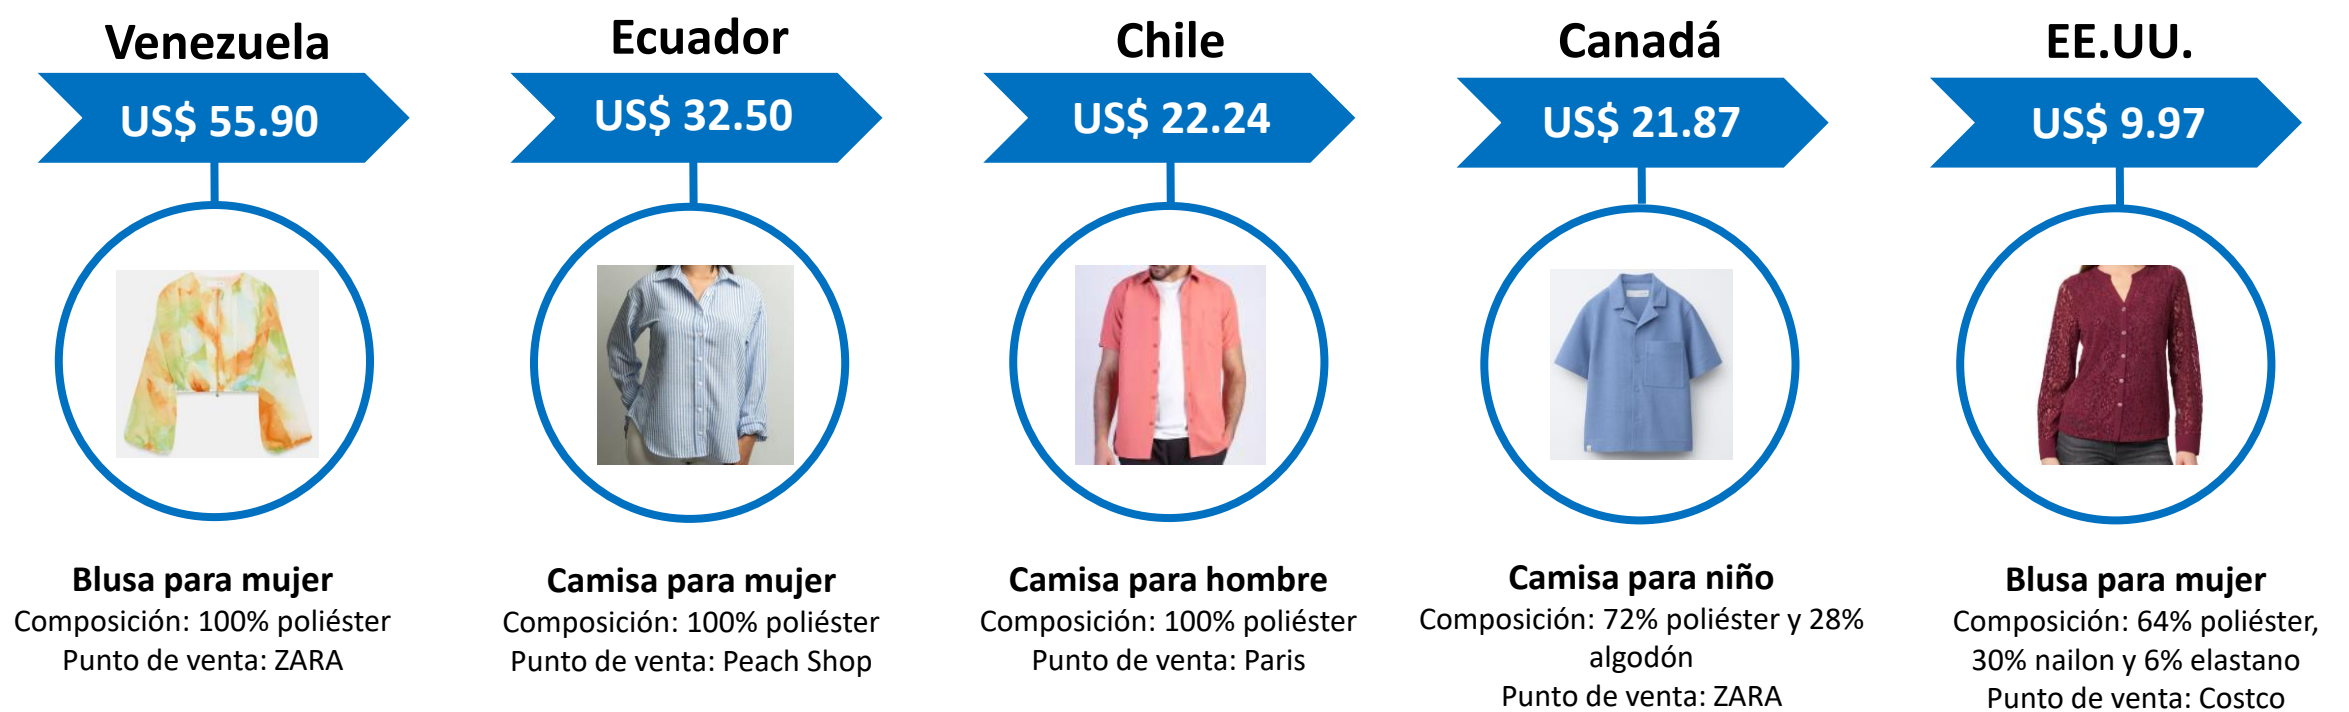 Venezuela
US$ 55.90
Blusa para mujer
Composición: 100% poliéster
Punto de venta: ZARA
Ecuador
US$ 32.50
Camisa para mujer
Composición: 100% poliéster
Punto de venta: Peach Shop
Chile
US$ 22.24
Camisa para hombre
Composición: 100% poliéster
Punto de venta: Paris
Canadá
US$ 21.87
Camisa para niño
Composición: 72% poliéster y 28%
algodón
Punto de venta: ZARA
EE.UU.
US$ 9.97
Blusa para mujer
Composición: 64% poliéster,
30% nailon y 6% elastano
Punto de venta: Costco